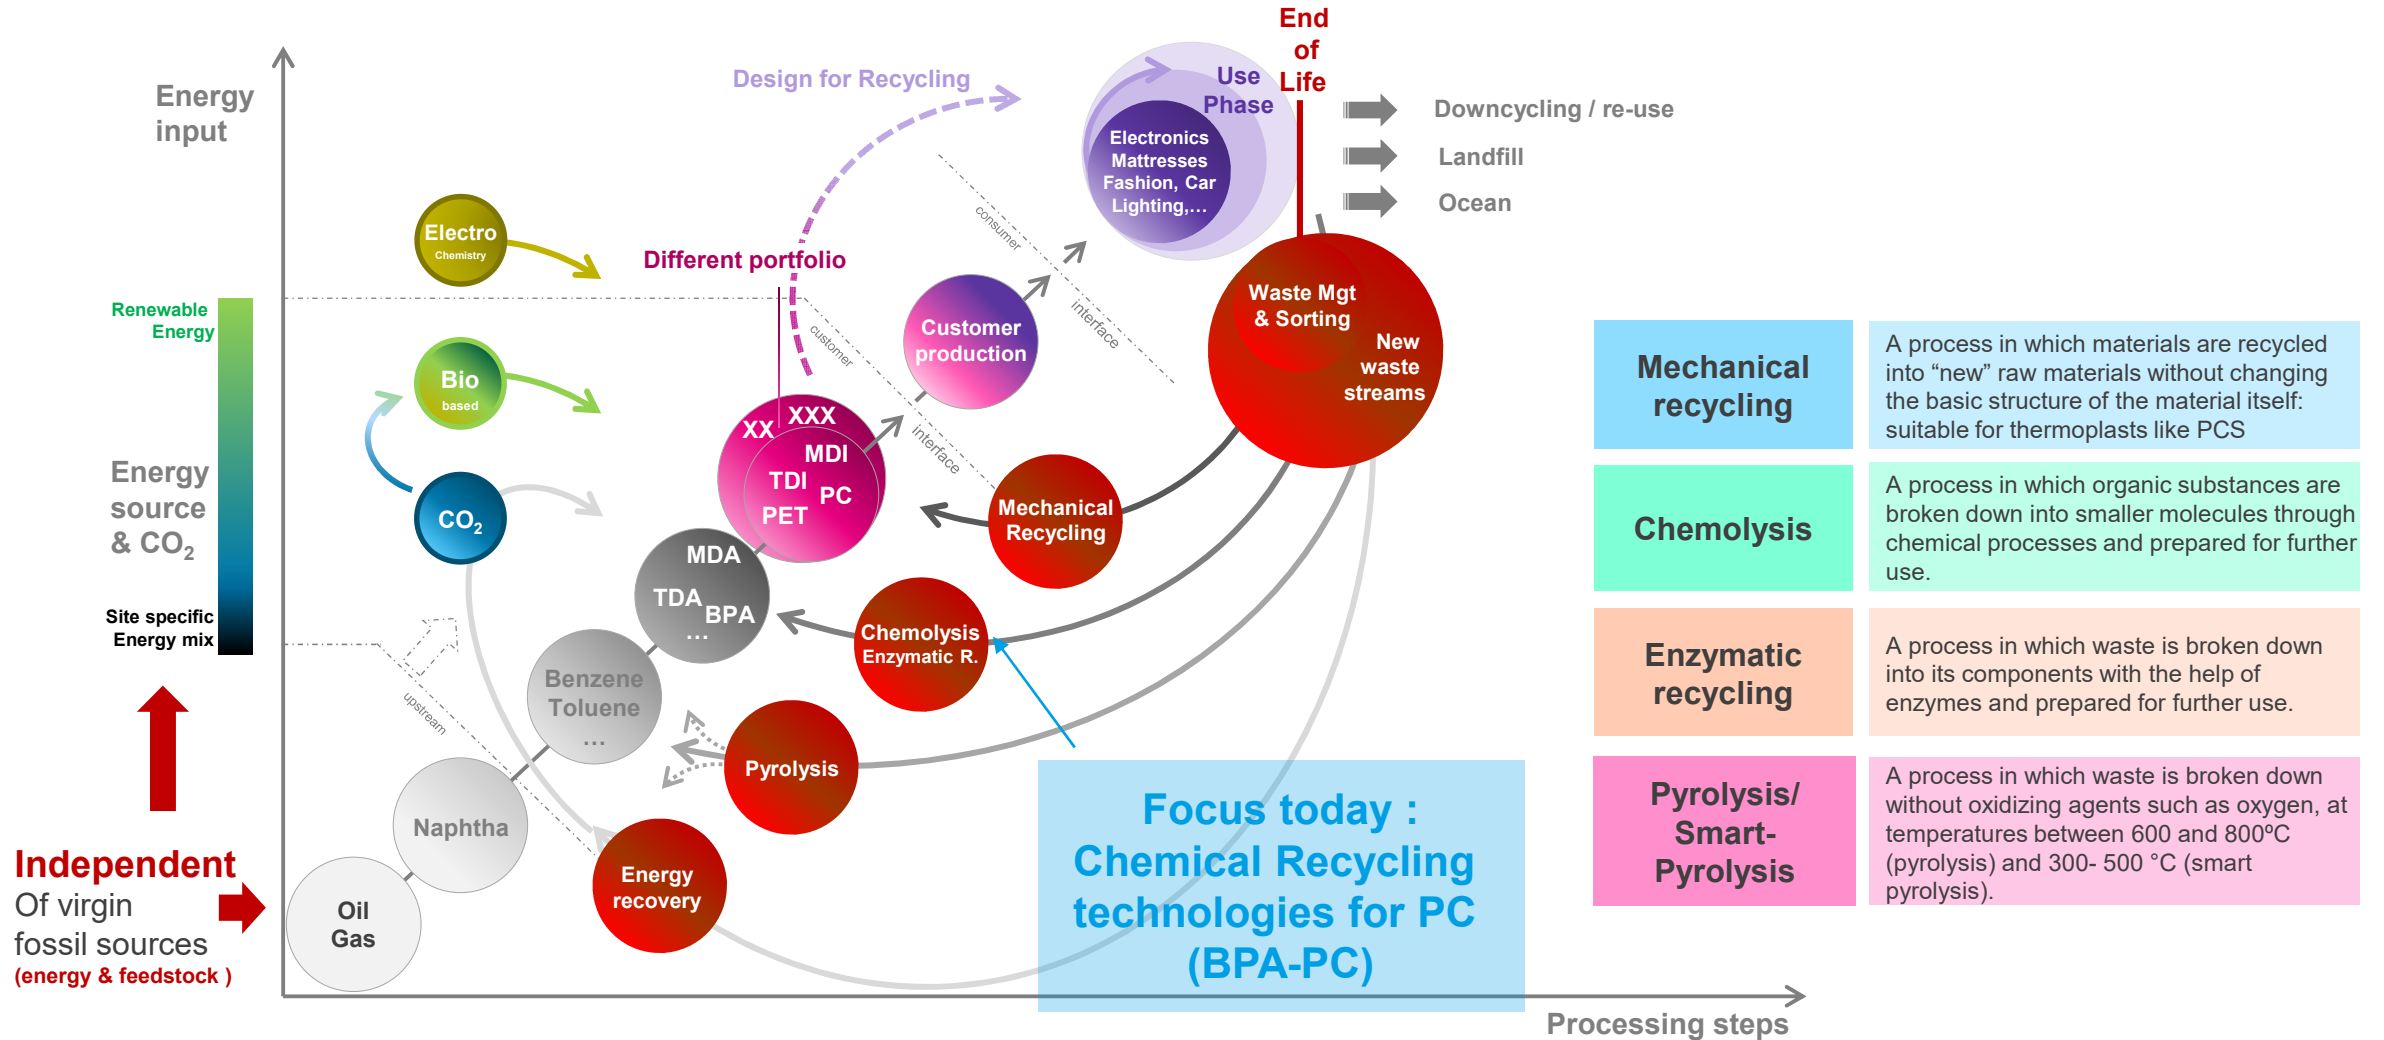 End
of
Life
Energy
input
Design for Recycling
Use
Phase
Electronics
Mattresses
Fashion, Car
Lighting,…
Downcycling / re-use
Landfill
Ocean
consumer
interface
Electro
Chemistry
Different portfolio
Renewable
Energy
customer
interface
Customer
production
Waste Mgt
& Sorting
New
waste
streams
Bio
based
Energy
source
& CO₂
CO₂
XX
XXX
MDI
TDI
PC
PET
Mechanical
Recycling
MDA
TDA
BPA
…
Site specific
Energy mix
Chemolysis
Enzymatic R.
upstream
Benzene
Toluene
…
Pyrolysis
Naphtha
Energy
recovery
Oil
Gas
Independent
Of virgin
fossil sources
(energy & feedstock )
Focus today :
Chemical Recycling
technologies for PC
(BPA-PC)
Processing steps
Mechanical
recycling
A process in which materials are recycled
into “new” raw materials without changing
the basic structure of the material itself:
suitable for thermoplasts like PCS
Chemolysis
A process in which organic substances are
broken down into smaller molecules through
chemical processes and prepared for further
use.
Enzymatic
recycling
A process in which waste is broken down
into its components with the help of
enzymes and prepared for further use.
Pyrolysis/
Smart-
Pyrolysis
A process in which waste is broken down
without oxidizing agents such as oxygen, at
temperatures between 600 and 800ºC
(pyrolysis) and 300- 500 °C (smart
pyrolysis).